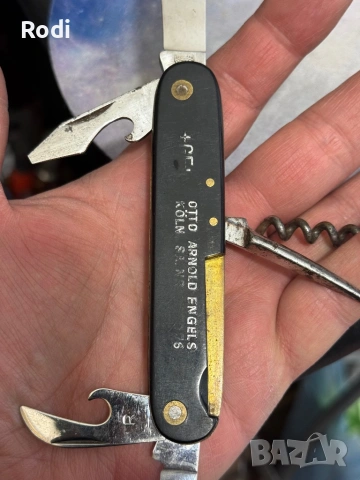 Rodi
OTTO ARNOLD ENGELS
KÖLN
R
BAZAR